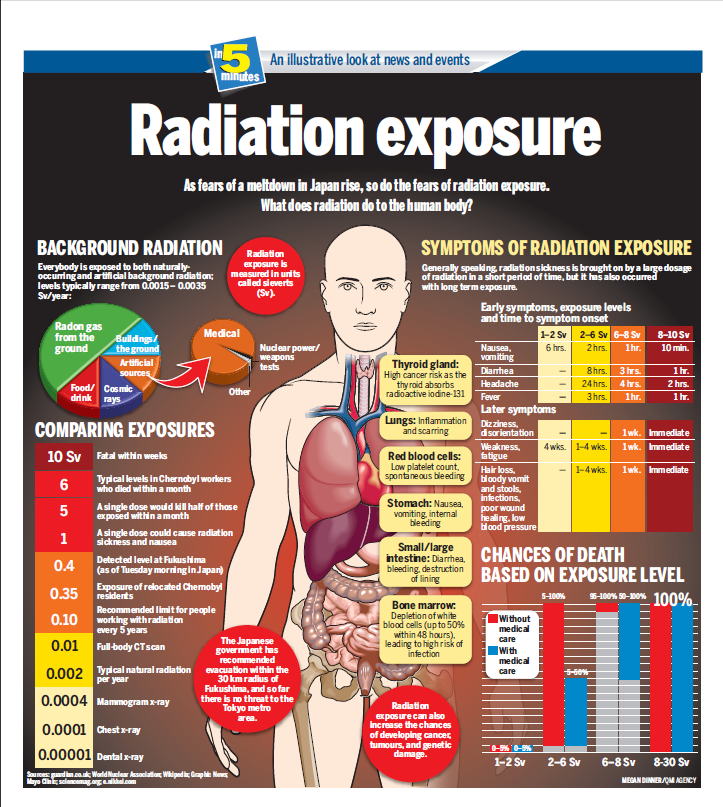 in
5
minutes
An illustrative look at news and events
Radiation exposure
As fears of a meltdown in Japan rise, so do the fears of radiation exposure.
What does radiation do to the human body?
BACKGROUND RADIATION
Everybody is exposed to both naturally-
occurring and artificial background radiation;
levels typically range from 0.0015 – 0.0035
Sv/year:
Radiation
exposure is
measured in units
called sieverts
(Sv).
Radon gas
from the
ground
Buildings/
the ground
Artificial
sources
Cosmic
rays
Food/
drink
Medical
Nuclear power/
weapons
tests
Other
COMPARING EXPOSURES
10 Sv Fatal within weeks
6 Typical levels in Chernobyl workers
who died within a month
5 A single dose would kill half of those
exposed within a month
1 A single dose could cause radiation
sickness and nausea
0.4 Detected level at Fukushima
(as of Tuesday morning in Japan)
0.35 Exposure of relocated Chernobyl
residents
0.10 Recommended limit for people
working with radiation
every 5 years
0.01 Full-body CT scan
0.002 Typical natural radiation
per year
0.0004 Mammogram x-ray
0.0001 Chest x-ray
0.00001 Dental x-ray
Sources: guardian.co.uk; World Nuclear Association; Wikipedia; Graphic News;
Mayo Clinic; sciencemag.org; e.nikkei.com
The Japanese
government has
recommended
evacuation within the
30 km radius of
Fukushima, and so far
there is no threat to the
Tokyo metro
area.
Thyroid gland:
High cancer risk as the
thyroid absorbs
radioactive iodine-131
Lungs: Inflammation
and scarring
Red blood cells:
Low platelet count,
spontaneous bleeding
Stomach: Nausea,
vomiting, internal
bleeding
Small/large
intestine: Diarrhea,
bleeding, destruction
of lining
Bone marrow:
Depletion of white
blood cells (up to 50%
within 48 hours),
leading to high risk of
infection
Radiation
exposure can also
increase the chances
of developing cancer,
tumours, and genetic
damage.
SYMPTOMS OF RADIATION EXPOSURE
Generally speaking, radiation sickness is brought on by a large dosage
of radiation in a short period of time, but it has also occurred
with long term exposure.
Early symptoms, exposure levels
and time to symptom onset
1–2 Sv 2–6 Sv 6–8 Sv 8–10 Sv
Nausea, 6 hrs. 2 hrs. 1 hr. 10 min.
vomiting
Diarrhea – 8 hrs. 3 hrs. 1 hr.
Headache – 24 hrs. 4 hrs. 2 hrs.
Fever – 3 hrs. 1 hr. 1 hr.
Later symptoms
Dizziness,
disorientation – – 1 wk. Immediate
Weakness, 4 wks. 1–4 wks. 1 wk. Immediate
fatigue
Hair loss, – 1–4 wks. 1 wk. Immediate
bloody vomit
and stools,
infections,
poor wound
healing, low
blood pressure
CHANCES OF DEATH
BASED ON EXPOSURE LEVEL
5-100% 95-100% 50-100% 100%
Without
medical
care
With
medical
care
5-50%
0–5% 0–5%
1–2 Sv 2–6 Sv 6–8 Sv 8-30 Sv
MEGAN DINNER/QMI AGENCY